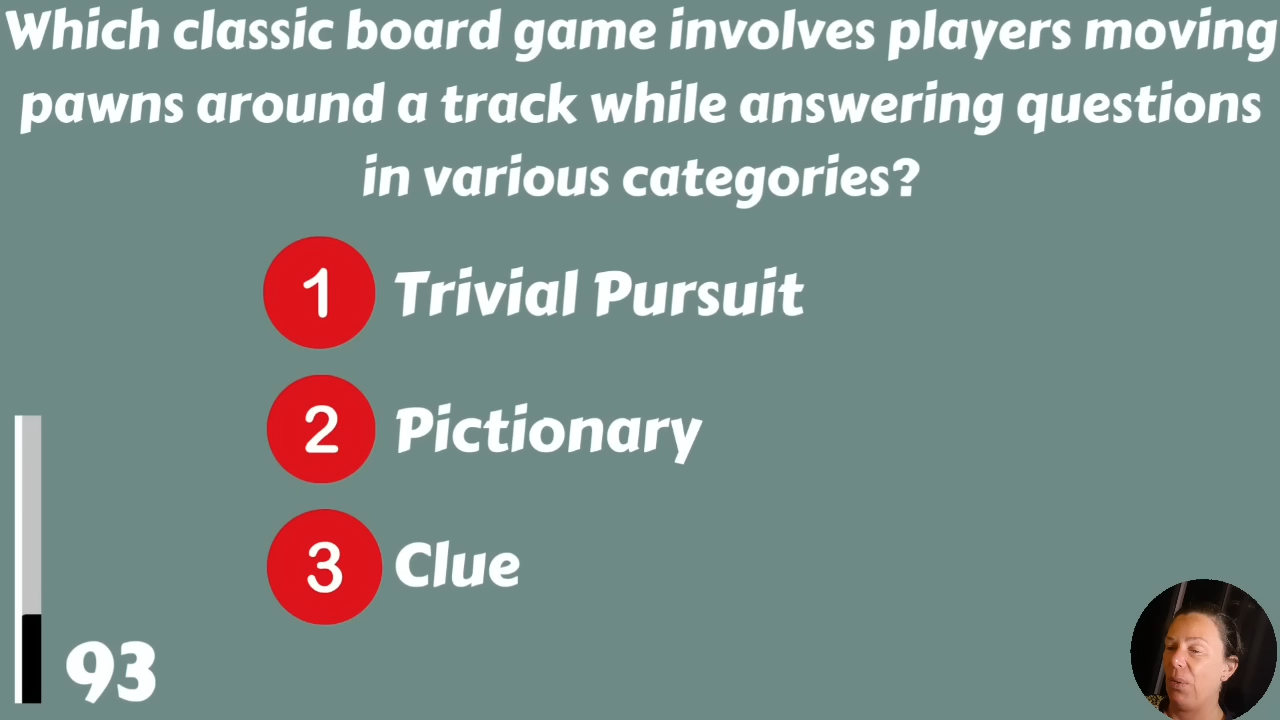 Which classic board game involves players moving
pawns around a track while answering questions
in various categories?
1 Trivial Pursuit
2 Pictionary
3 Clue
93